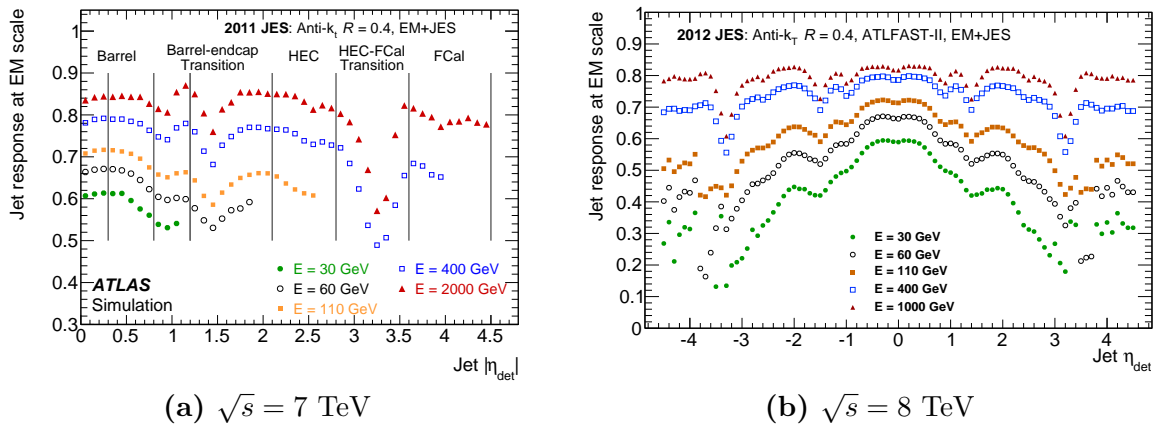 2011 JES: Anti-kt R = 0.4, EM+JES
Barrel
Barrel-endcap
Transition
HEC
HEC-FCal
Transition
FCal
Jet response at EM scale
1
0.9
0.8
0.7
0.6
0.5
0.4
0.3
ATLAS
Simulation
E = 30 GeV
E = 60 GeV
E = 110 GeV
E = 400 GeV
E = 2000 GeV
0 0.5 1 1.5 2 2.5 3 3.5 4 4.5
Jet |ηdet|
(a) √s = 7 TeV
2012 JES: Anti-kT R = 0.4, ATLFAST-II, EM+JES
Jet response at EM scale
1
0.9
0.8
0.7
0.6
0.5
0.4
0.3
0.2
0.1
0
E = 30 GeV
E = 60 GeV
E = 110 GeV
E = 400 GeV
E = 1000 GeV
-4 -3 -2 -1 0 1 2 3 4
Jet ηdet
(b) √s = 8 TeV